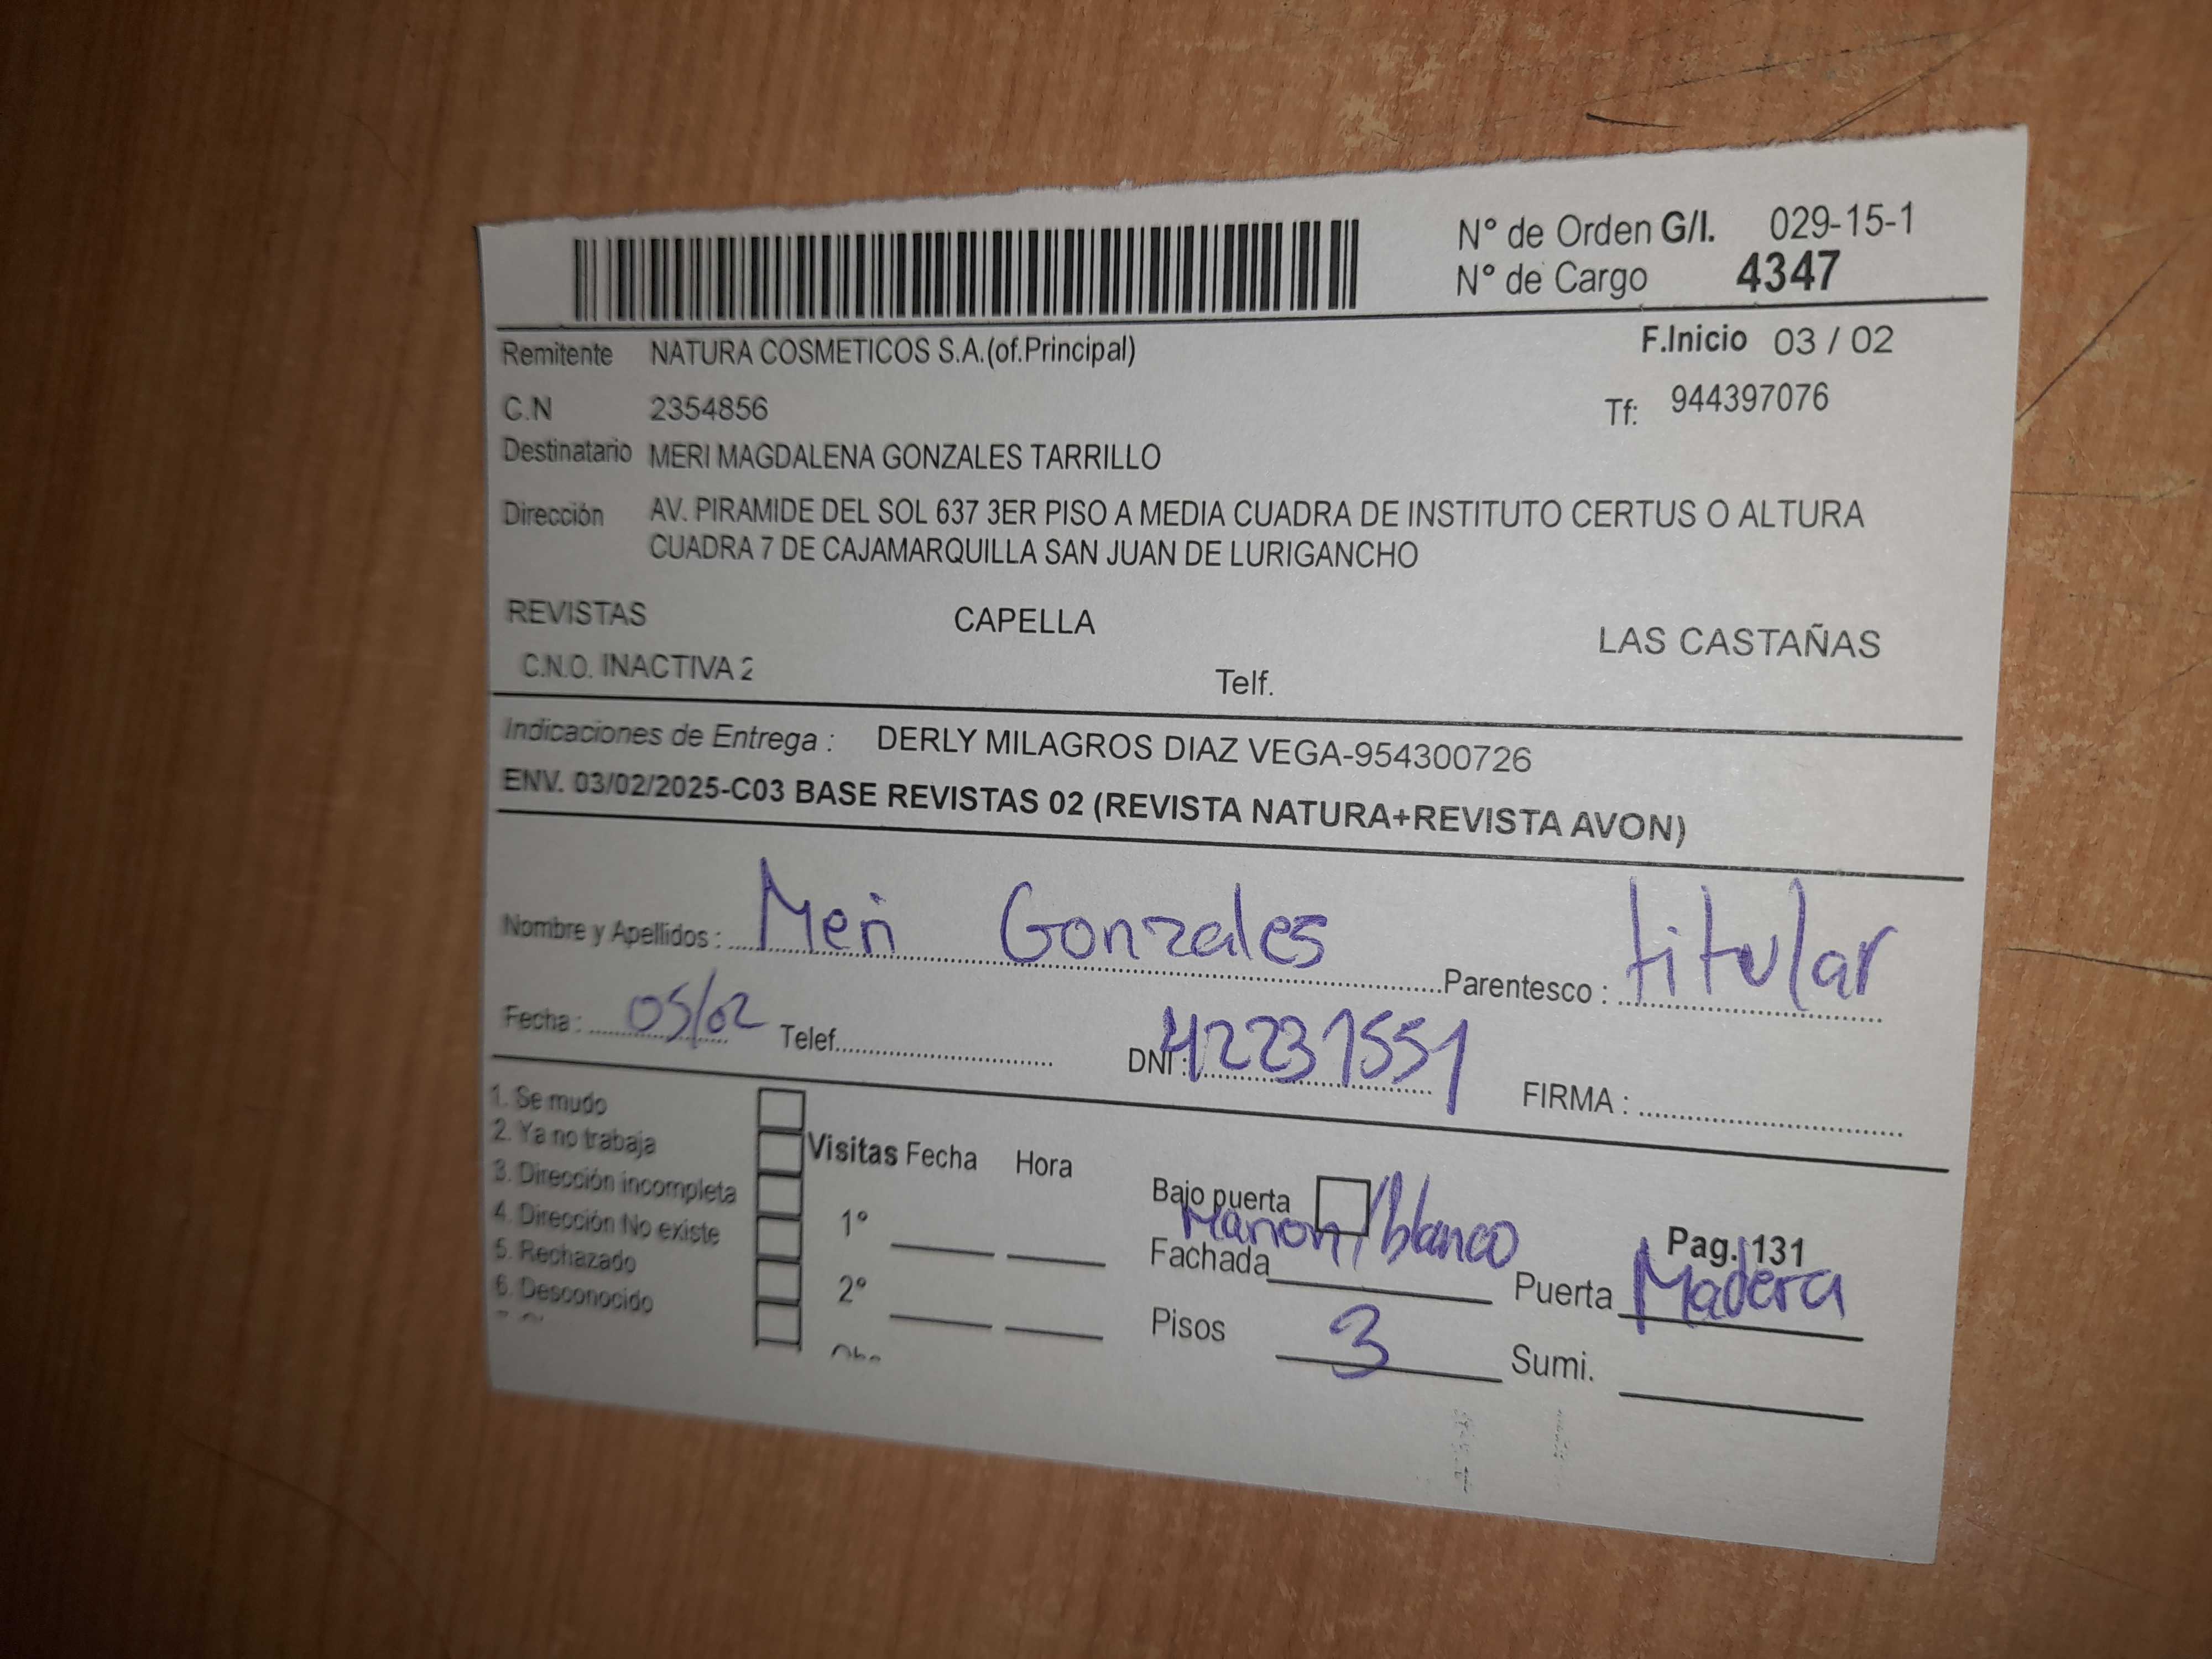 N° de Orden G/I. 029-15-1
N° de Cargo 4347
Remitente NATURA COSMETICOS S.A.(of.Principal) F.Inicio 03 / 02
C.N 2354856 Tf: 944397076
Destinatario MERI MAGDALENA GONZALES TARRILLO
Dirección AV. PIRAMIDE DEL SOL 637 3ER PISO A MEDIA CUADRA DE INSTITUTO CERTUS O ALTURA
CUADRA 7 DE CAJAMARQUILLA SAN JUAN DE LURIGANCHO
REVISTAS CAPELLA LAS CASTAÑAS
C.N.O. INACTIVA 2 Telf.
Indicaciones de Entrega : DERLY MILAGROS DIAZ VEGA-954300726
ENV. 03/02/2025-C03 BASE REVISTAS 02 (REVISTA NATURA+REVISTA AVON)
Nombre y Apellidos : Meri Gonzales Parentesco : titular
Fecha : 05/02 Telef. DNI : 42231551 FIRMA :
1. Se mudo
2. Ya no trabaja Visitas Fecha Hora
3. Dirección incompleta Bajo puerta
4. Dirección No existe 1° Fachada Marron/blanco Pag. 131
5. Rechazado Puerta Madera
6. Desconocido 2° Pisos 3 Sumi.